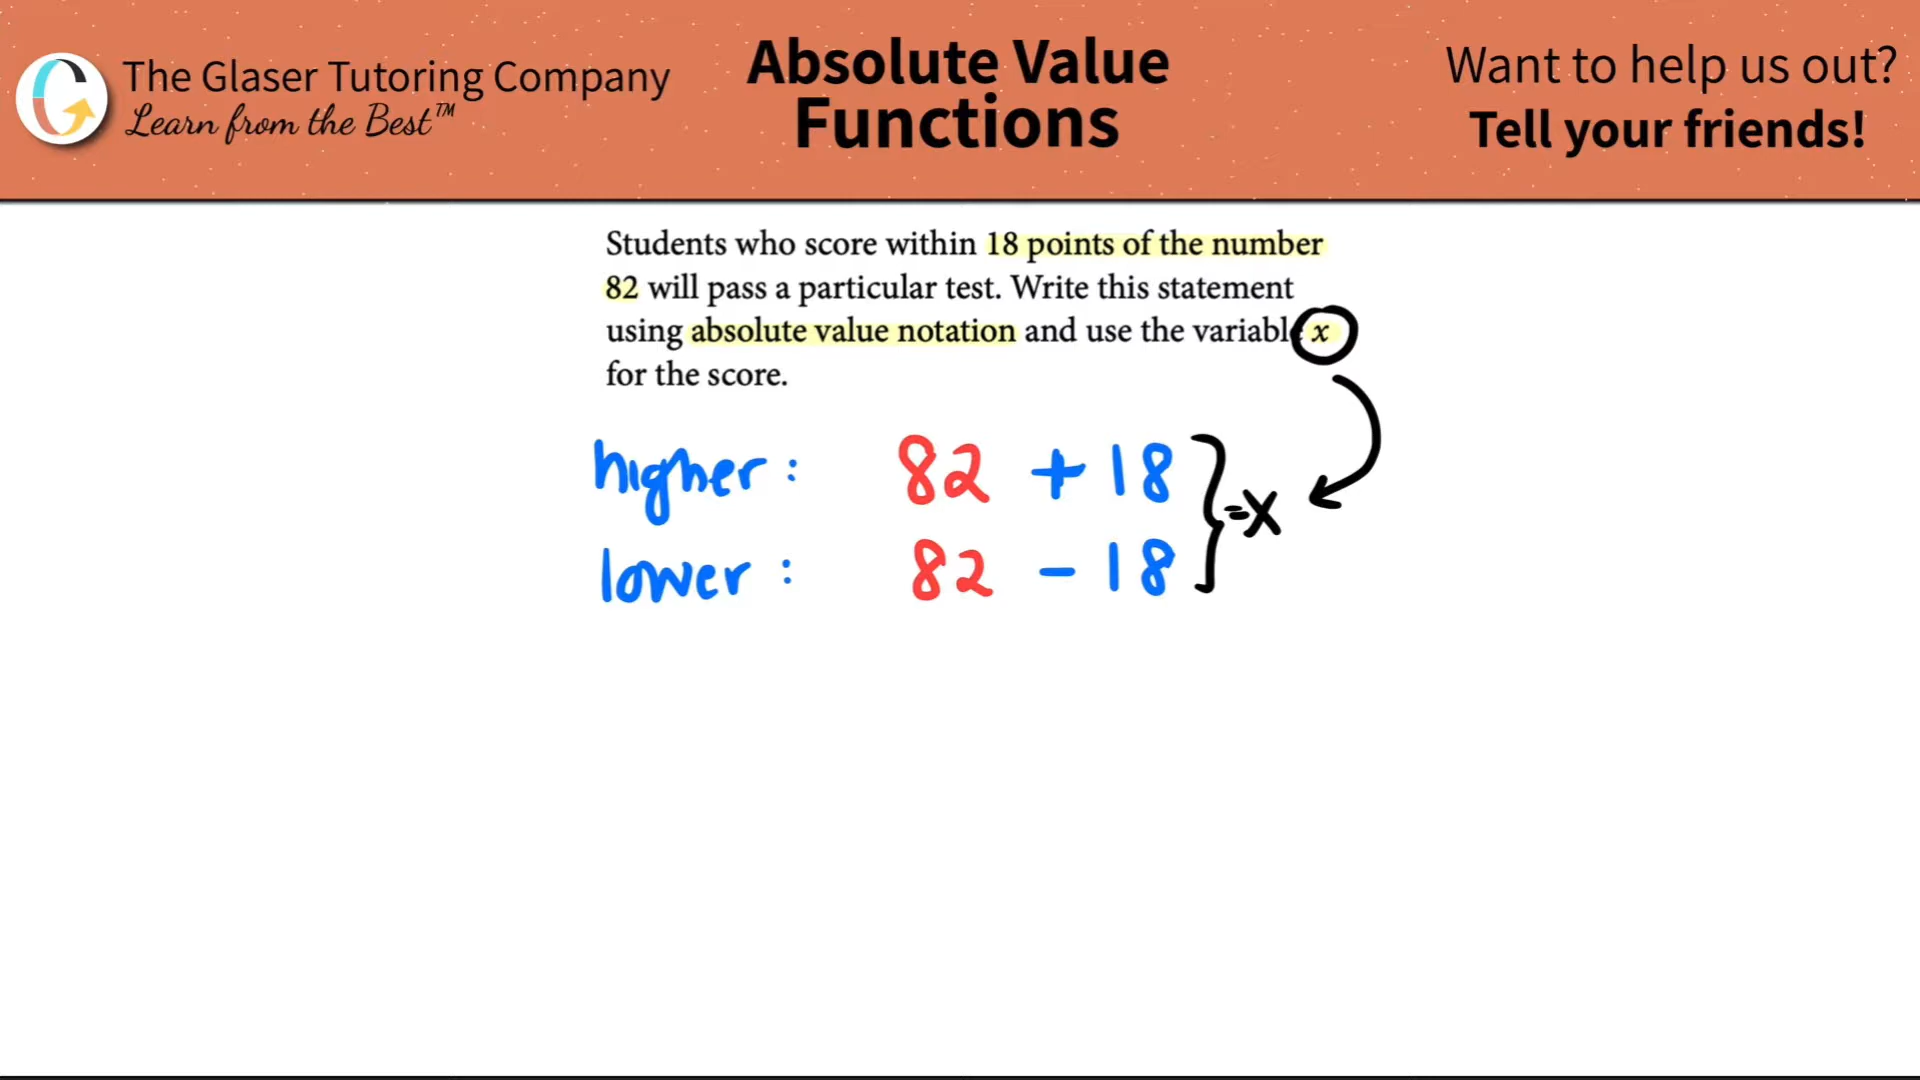 The Glaser Tutoring Company
Learn from the Best™
Absolute Value
Functions
Want to help us out?
Tell your friends!
Students who score within 18 points of the number
82 will pass a particular test. Write this statement
using absolute value notation and use the variable x
for the score.
higher: 82 + 18
=X
lower: 82 - 18